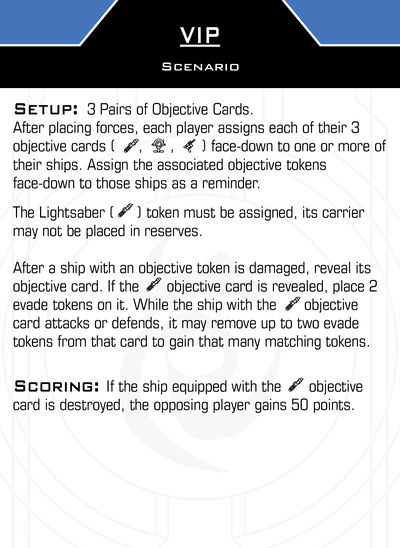 VIP
Scenario
Setup: 3 Pairs of Objective Cards.
After placing forces, each player assigns each of their 3
objective cards ( , , ) face-down to one or more of
their ships. Assign the associated objective tokens
face-down to those ships as a reminder.
The Lightsaber ( ) token must be assigned, its carrier
may not be placed in reserves.
After a ship with an objective token is damaged, reveal its
objective card. If the objective card is revealed, place 2
evade tokens on it. While the ship with the objective
card attacks or defends, it may remove up to two evade
tokens from that card to gain that many matching tokens.
Scoring: If the ship equipped with the objective
card is destroyed, the opposing player gains 50 points.